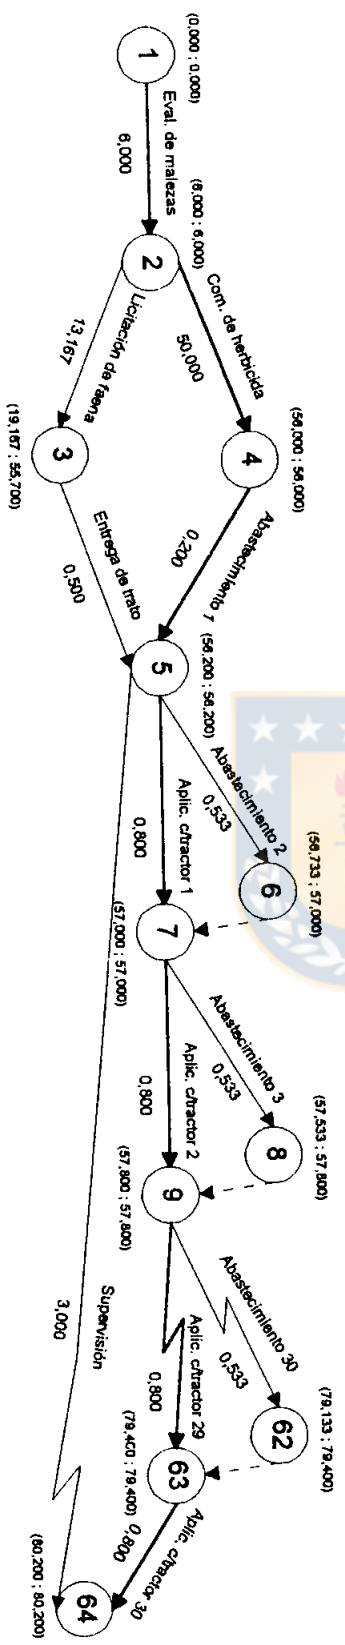 (0,000 ; 0,000)
1
Eval. de malezas
6,000
(6,000 ; 6,000)
2
Com. de herbicida
50,000
Licitación de faena
13,167
(56,000 ; 56,000)
4
3
(19,167 ; 55,700)
Abastecimiento 1
0,200
Entrega de trato
0,500
(56,200 ; 56,200)
5
Abastecimiento 2
0,533
Aplic. c/tractor 1
0,800
(56,733 ; 57,000)
6
7
(57,000 ; 57,000)
Abastecimiento 3
0,533
Aplic. c/tractor 2
0,800
(57,533 ; 57,800)
8
9
(57,800 ; 57,800)
Abastecimiento 30
0,533
Aplic. c/tractor 29
0,800
Supervisión
3,000
(79,133 ; 79,400)
62
63
(79,400 ; 79,400)
Aplic. c/tractor 30
0,800
64
(80,200 ; 80,200)